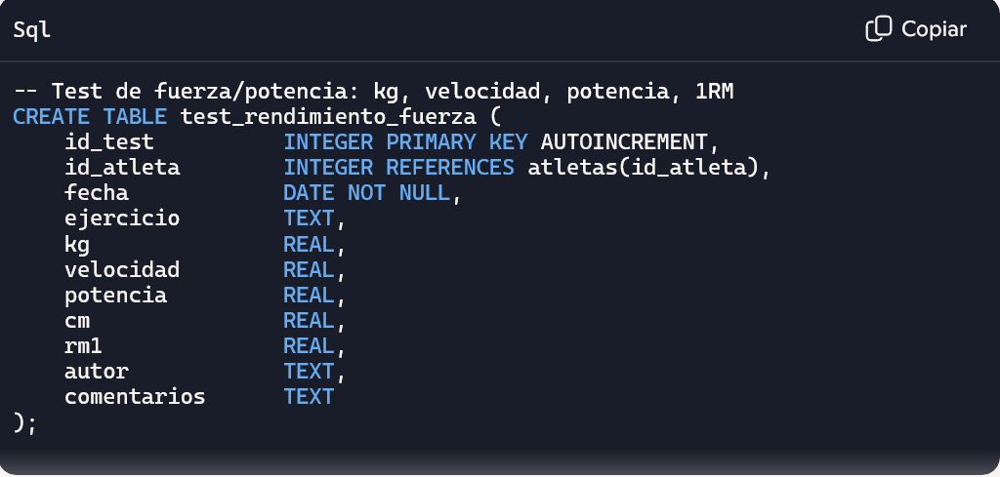 Sql
Copiar
-- Test de fuerza/potencia: kg, velocidad, potencia, 1RM
CREATE TABLE test_rendimiento_fuerza (
    id_test          INTEGER PRIMARY KEY AUTOINCREMENT,
    id_atleta        INTEGER REFERENCES atletas(id_atleta),
    fecha            DATE NOT NULL,
    ejercicio        TEXT,
    kg               REAL,
    velocidad        REAL,
    potencia         REAL,
    cm               REAL,
    rm1              REAL,
    autor            TEXT,
    comentarios      TEXT
);